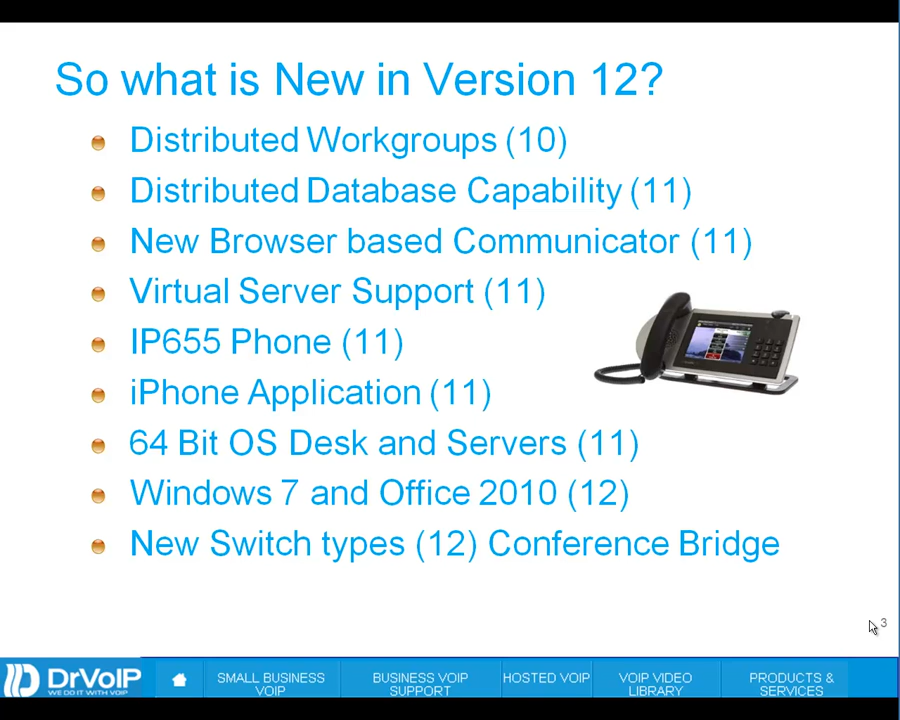 So what is New in Version 12?
Distributed Workgroups (10)
Distributed Database Capability (11)
New Browser based Communicator (11)
Virtual Server Support (11)
IP655 Phone (11)
iPhone Application (11)
64 Bit OS Desk and Servers (11)
Windows 7 and Office 2010 (12)
New Switch types (12) Conference Bridge
3
DrVoIP
WE DO IT WITH VOIP
SMALL BUSINESS
VOIP
BUSINESS VOIP
SUPPORT
HOSTED VOIP
VOIP VIDEO
LIBRARY
PRODUCTS &
SERVICES